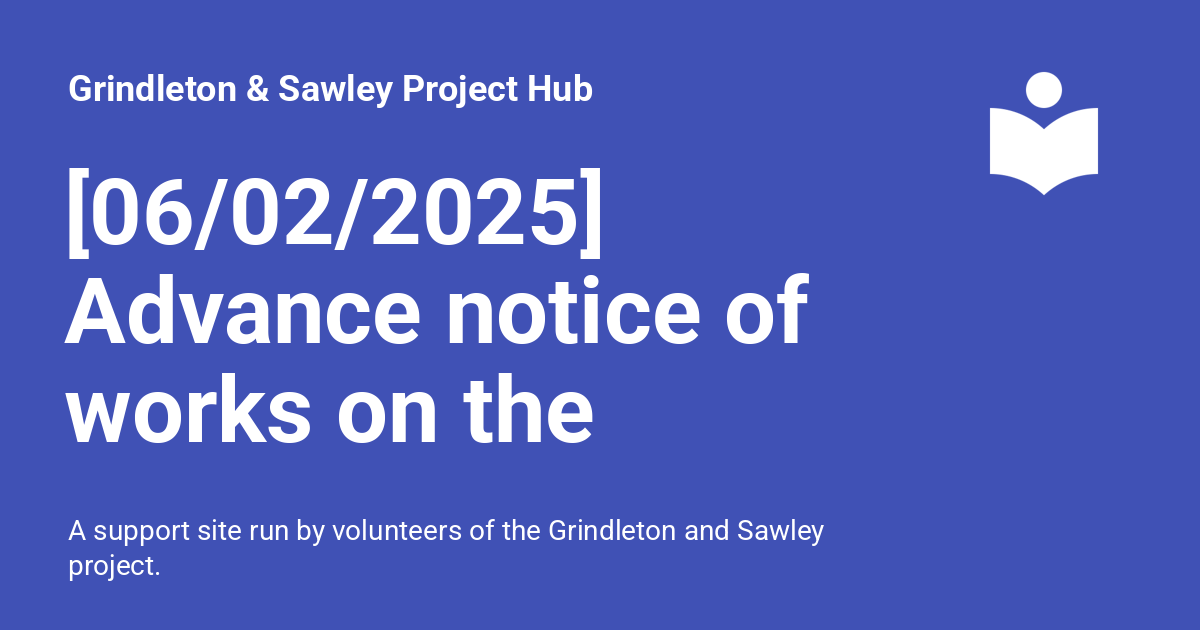 Grindleton & Sawley Project Hub
[06/02/2025]
Advance notice of
works on the
A support site run by volunteers of the Grindleton and Sawley
project.